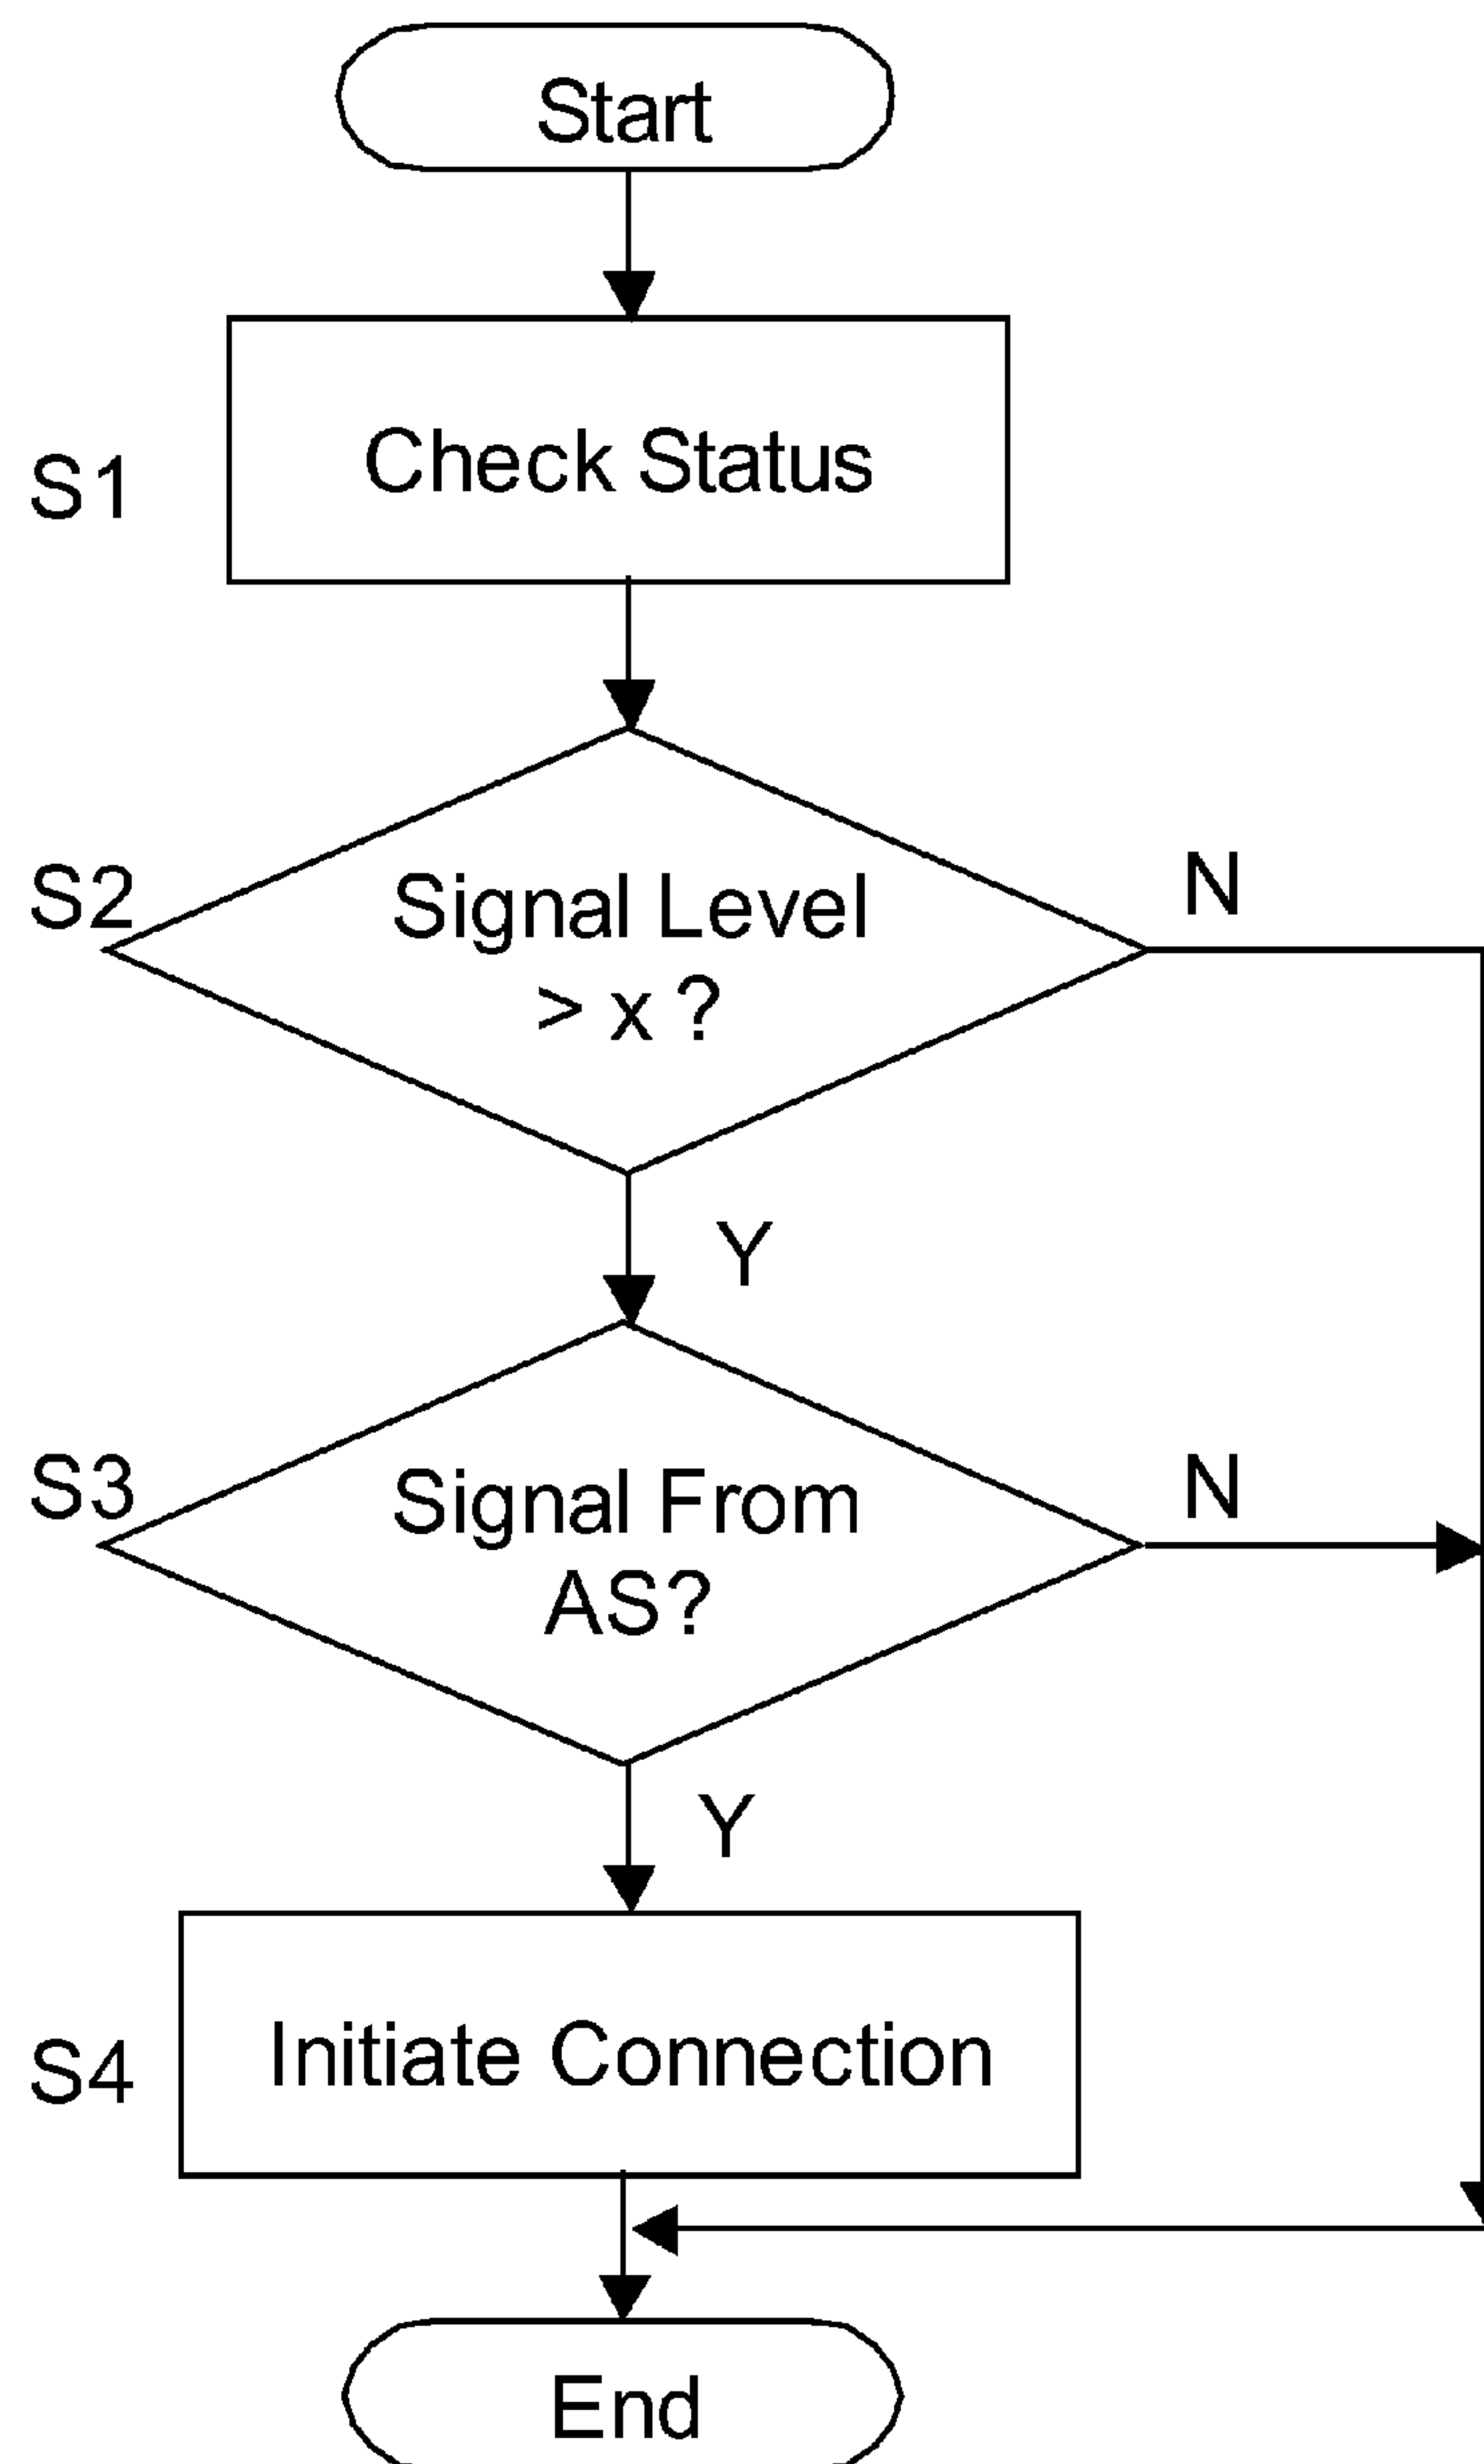 Start
Check Status
S1
S2
Signal Level
> x ?
N
Y
S3
Signal From
AS?
N
Y
Initiate Connection
S4
End